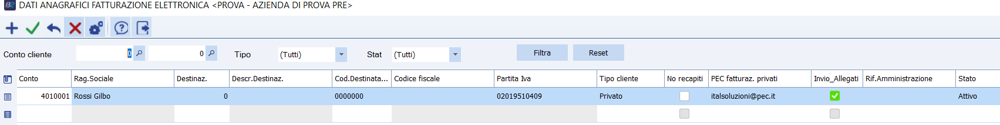 B2 DATI ANAGRAFICI FATTURAZIONE ELETTRONICA <PROVA - AZIENDA DI PROVA PRE>
Conto cliente 0 0 Tipo (Tutti) Stat (Tutti) Filtra Reset
Conto Rag.Sociale Destinaz. Descr.Destinaz. Cod.Destinata... Codice fiscale Partita Iva Tipo cliente No recapiti PEC fatturaz. privati Invio_Allegati Rif.Amministrazione Stato
4010001 Rossi Gilbo 0 0000000 02019510409 Privato italsoluzioni@pec.it Attivo